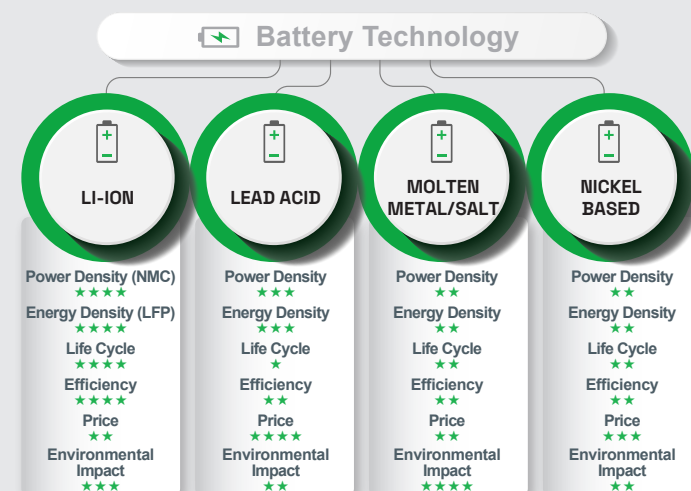 Battery Technology
LI-ION
Power Density (NMC)
★★★★
Energy Density (LFP)
★★★★
Life Cycle
★★★★
Efficiency
★★★★
Price
★★
Environmental
Impact
★★★
LEAD ACID
Power Density
★★★
Energy Density
★★★
Life Cycle
★
Efficiency
★★
Price
★★★★
Environmental
Impact
★★
MOLTEN
METAL/SALT
Power Density
★★
Energy Density
★★
Life Cycle
★★
Efficiency
★★
Price
★★
Environmental
Impact
★★★★
NICKEL
BASED
Power Density
★★
Energy Density
★★
Life Cycle
★★
Efficiency
★★
Price
★★★
Environmental
Impact
★★